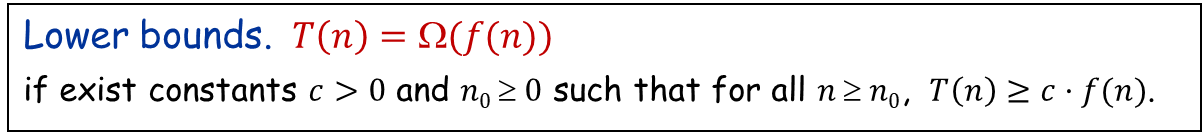 Lower bounds. T(n) = Ω(f(n))
if exist constants c > 0 and n₀ ≥ 0 such that for all n ≥ n₀, T(n) ≥ c · f(n).